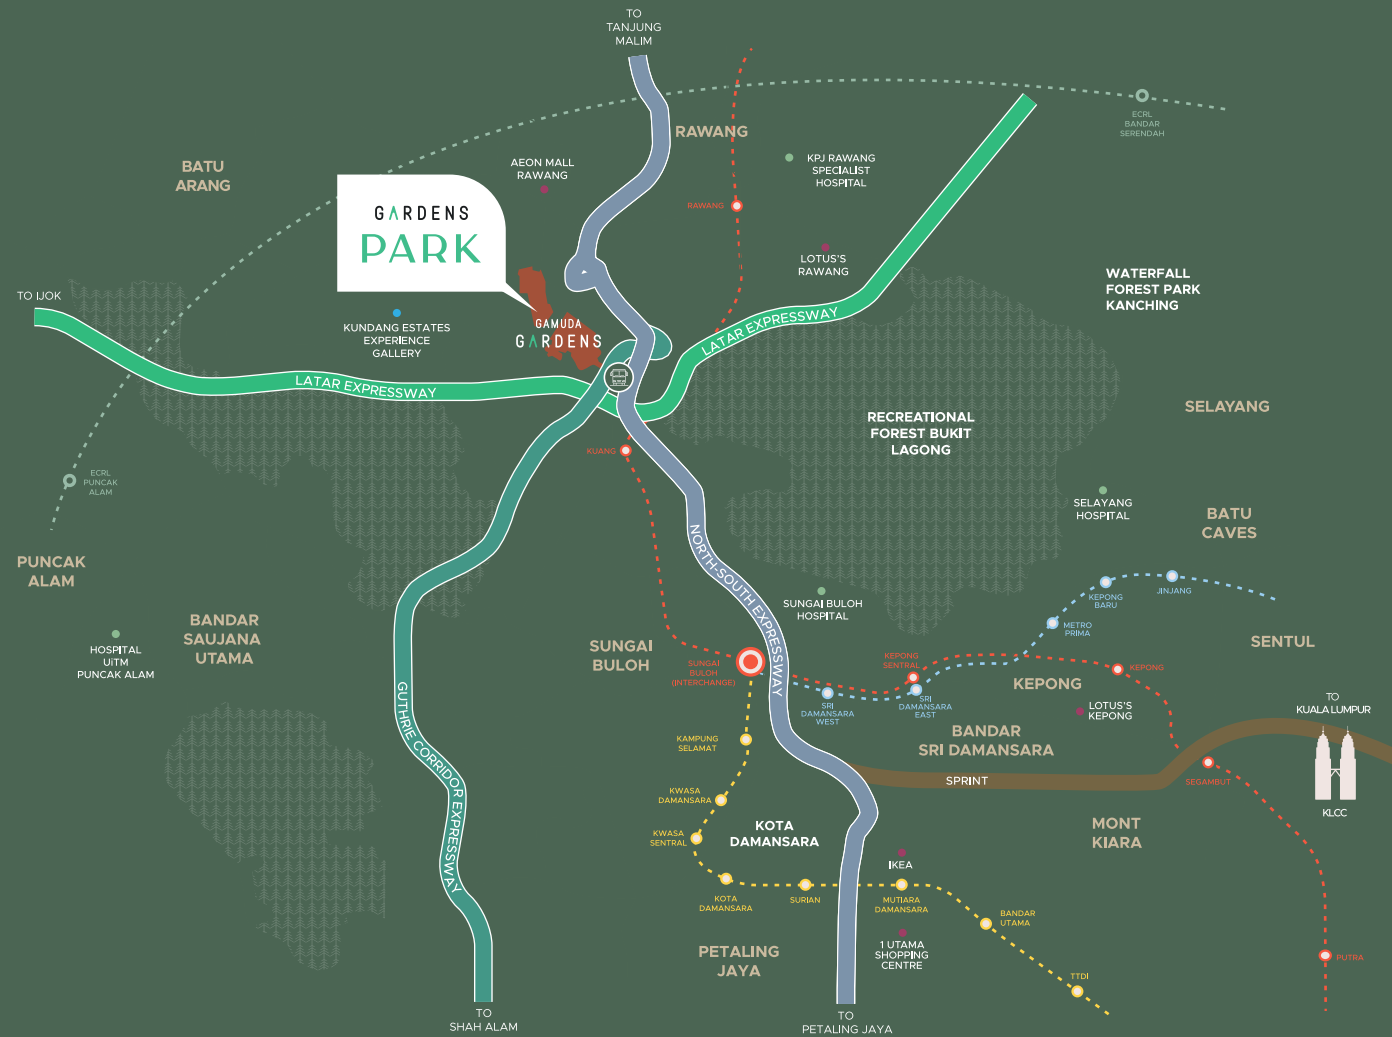 TO
TANJUNG
MALIM
RAWANG
ECRL
BANDAR
SERENDAH
BATU
ARANG
AEON MALL
RAWANG
KPJ RAWANG
SPECIALIST
HOSPITAL
RAWANG
GARDENS
PARK
LOTUS'S
RAWANG
WATERFALL
FOREST PARK
KANCHING
TO IJOK
KUNDANG ESTATES
EXPERIENCE
GALLERY
GAMUDA
GARDENS
LATAR EXPRESSWAY
LATAR EXPRESSWAY
SELAYANG
RECREATIONAL
FOREST BUKIT
LAGONG
KUANG
ECRL
PUNCAK
ALAM
SELAYANG
HOSPITAL
BATU
CAVES
PUNCAK
ALAM
NORTH-SOUTH EXPRESSWAY
KEPONG
BARU
JINJANG
SUNGAI BULOH
HOSPITAL
METRO
PRIMA
BANDAR
SAUJANA
UTAMA
HOSPITAL
UiTM
PUNCAK ALAM
SUNGAI
BULOH
SENTUL
SUNGAI
BULOH
(INTERCHANGE)
KEPONG
SENTRAL
KEPONG
KEPONG
SRI
DAMANSARA
WEST
SRI
DAMANSARA
EAST
LOTUS'S
KEPONG
TO
KUALA LUMPUR
GUTHRIE CORRIDOR EXPRESSWAY
KAMPUNG
SELAMAT
BANDAR
SRI DAMANSARA
SPRINT
SEGAMBUT
KWASA
DAMANSARA
KLCC
KWASA
SENTRAL
KOTA
DAMANSARA
MONT
KIARA
IKEA
KOTA
DAMANSARA
SURIAN
MUTIARA
DAMANSARA
BANDAR
UTAMA
PETALING
JAYA
1 UTAMA
SHOPPING
CENTRE
PUTRA
TTDI
TO
SHAH ALAM
TO
PETALING JAYA